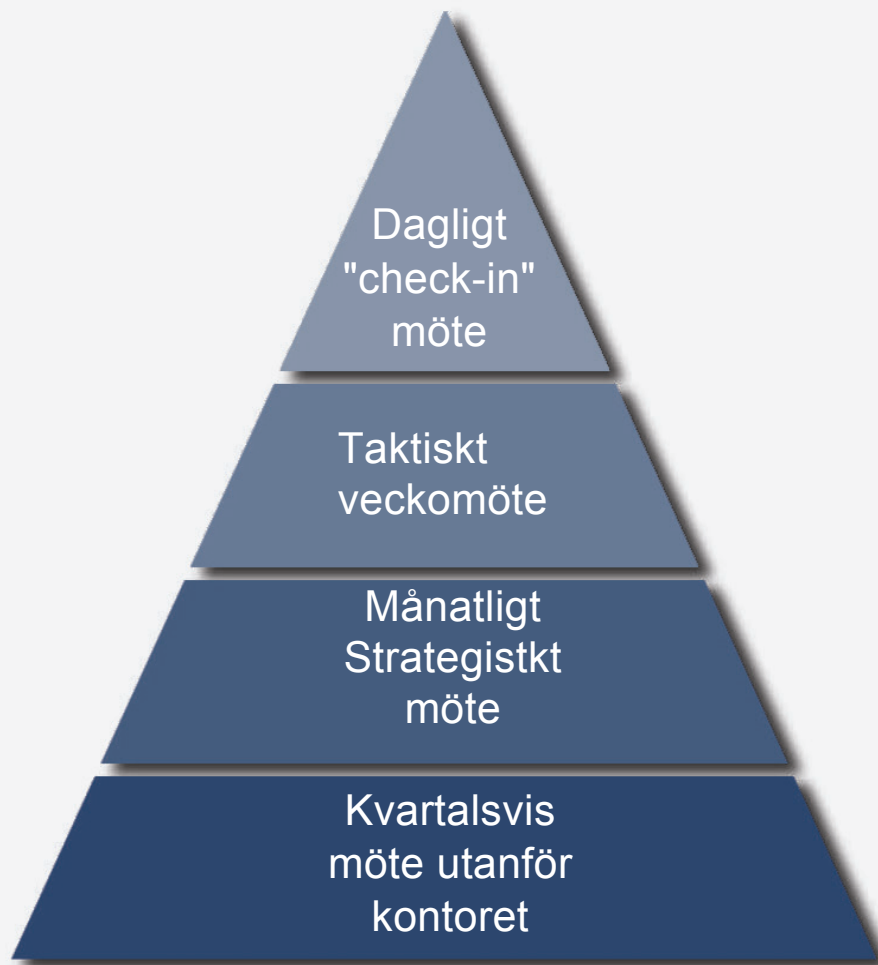 Dagligt
"check-in"
möte
Taktiskt
veckomöte
Månatligt
Strategistkt
möte
Kvartalsvis
möte utanför
kontoret